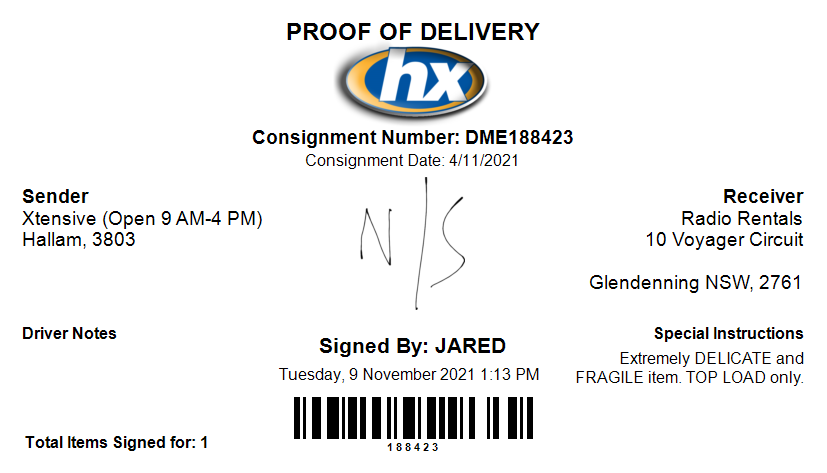 PROOF OF DELIVERY
hx
Consignment Number: DME188423
Consignment Date: 4/11/2021
Sender
Xtensive (Open 9 AM-4 PM)
Hallam, 3803
N/S
Receiver
Radio Rentals
10 Voyager Circuit
Glendenning NSW, 2761
Driver Notes
Signed By: JARED
Tuesday, 9 November 2021 1:13 PM
Special Instructions
Extremely DELICATE and
FRAGILE item. TOP LOAD only.
188423
Total Items Signed for: 1